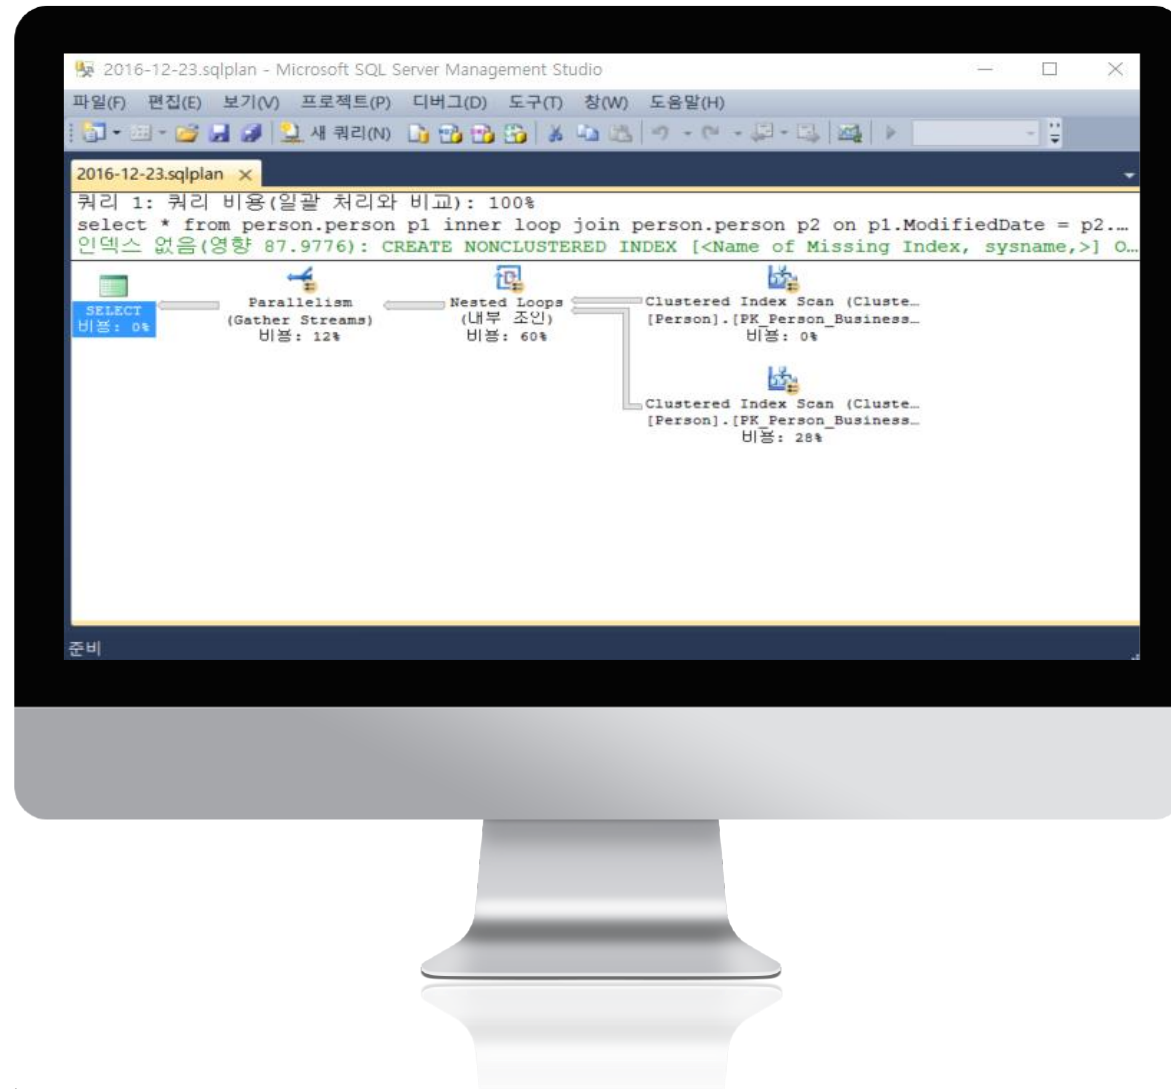 2016-12-23.sqlplan - Microsoft SQL Server Management Studio
파일(F) 편집(E) 보기(V) 프로젝트(P) 디버그(D) 도구(T) 창(W) 도움말(H)
새 쿼리(N)
2016-12-23.sqlplan
쿼리 1: 쿼리 비용(일괄 처리와 비교): 100%
select * from person.person p1 inner loop join person.person p2 on p1.ModifiedDate = p2.…
인덱스 없음(영향 87.9776): CREATE NONCLUSTERED INDEX [<Name of Missing Index, sysname,>] O…
SELECT
비용: 0%
Parallelism
(Gather Streams)
비용: 12%
Nested Loops
(내부 조인)
비용: 60%
Clustered Index Scan (Cluste…
[Person].[PK_Person_Business…
비용: 0%
Clustered Index Scan (Cluste…
[Person].[PK_Person_Business…
비용: 28%
준비